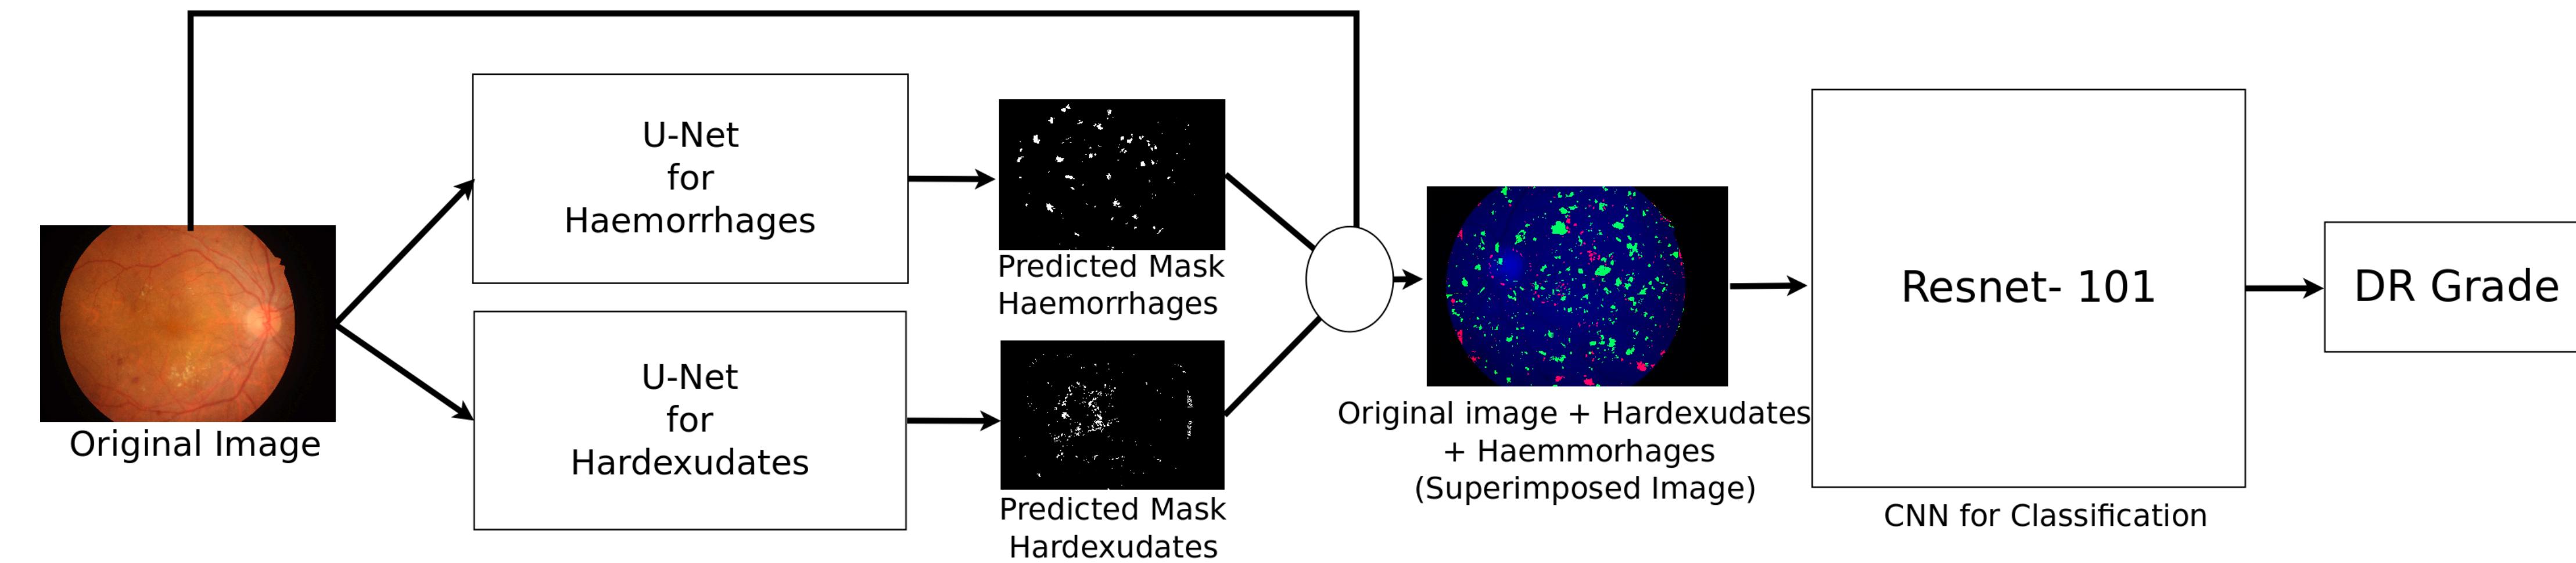 Original Image
U-Net
for
Haemorrhages
U-Net
for
Hardexudates
Predicted Mask
Haemorrhages
Predicted Mask
Hardexudates
Original image + Hardexudates
+ Haemmorhages
(Superimposed Image)
Resnet- 101
CNN for Classification
DR Grade